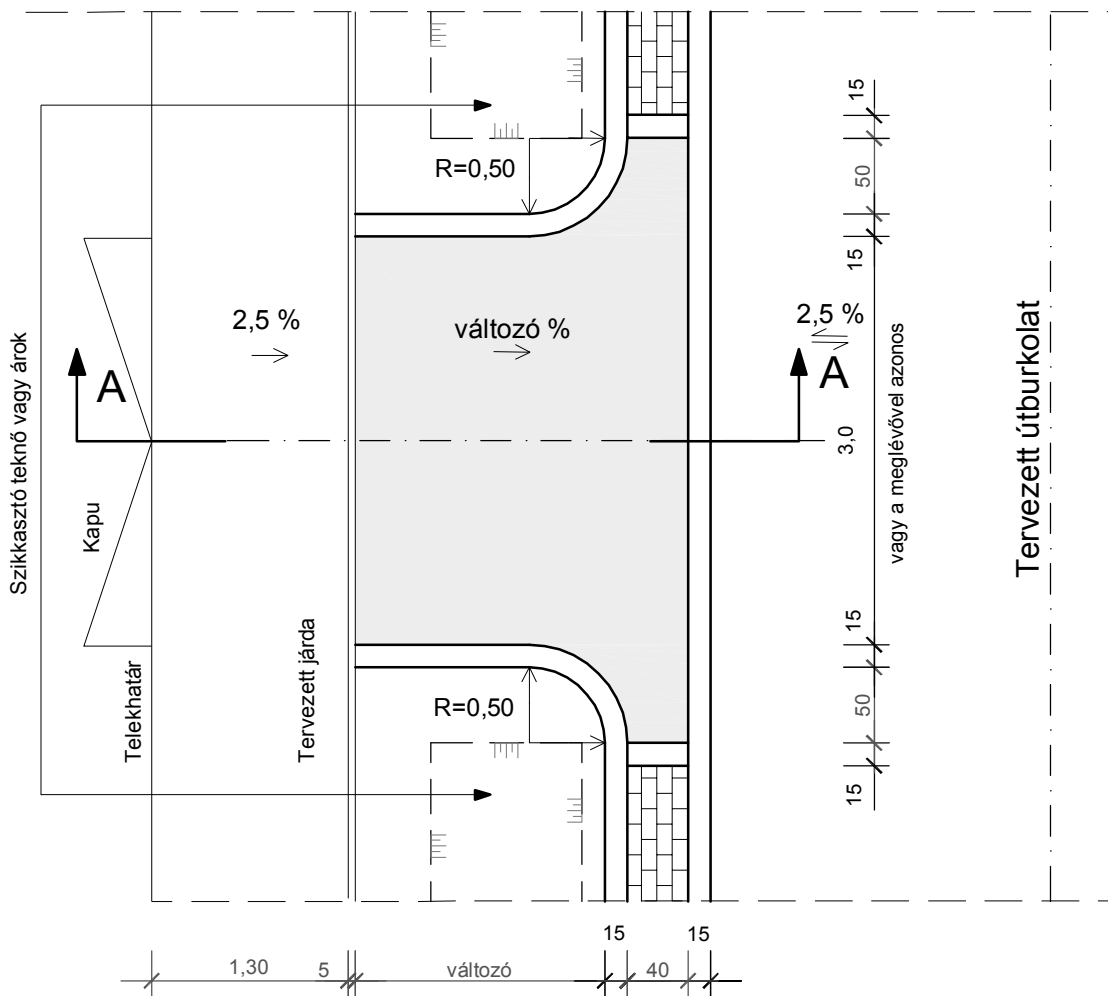 15
R=0,50
50
15
2,5 %
változó %
2,5 %
A
A
Szikkasztó teknő vagy árok
Kapu
3,0
vagy a meglévővel azonos
Tervezett útburkolat
Telekhatár
Tervezett járda
15
R=0,50
50
15
15
15
1,30
5
változó
40